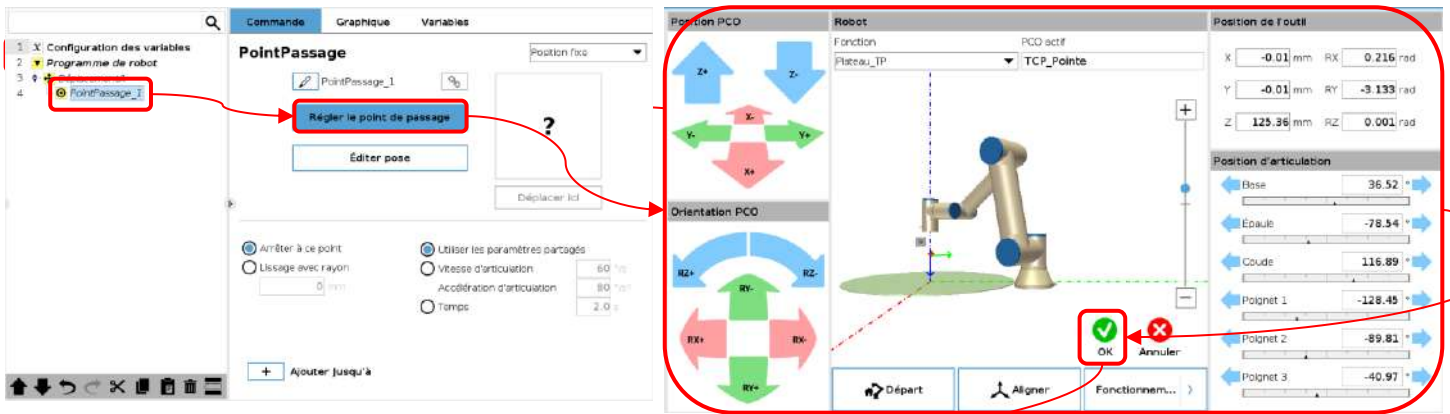 Commande Graphique Variables
1 X Configuration des variables
2 Programme de robot
3
4 PointPassage_1
PointPassage
Position fixe
PointPassage_1
Régler le point de passage
?
Éditer pose
Déplacer ici
Arrêter à ce point
Lissage avec rayon
0 mm
Utiliser les paramètres partagés
Vitesse d'articulation 60
Accélération d'articulation 80
Temps 2.0 s
+ Ajouter Jusqu'à
Position PCO
Z+ Z-
X-
Y- Y+
X+
Orientation PCO
RZ+ RZ-
RY-
RX+ RX-
RY+
Robot
Fonction PCO actif
Plateau_TP TCP_Pointe
+
−
OK Annuler
Départ Aligner Fonctionnem...
Position de l'outil
X -0.01 mm RX 0.216 rad
Y -0.01 mm RY -3.133 rad
Z 125.36 mm RZ 0.001 rad
Position d'articulation
Base 36.52 °
Épaule -78.54 °
Coude 116.89 °
Poignet 1 -128.45 °
Poignet 2 -89.81 °
Poignet 3 -40.97 °